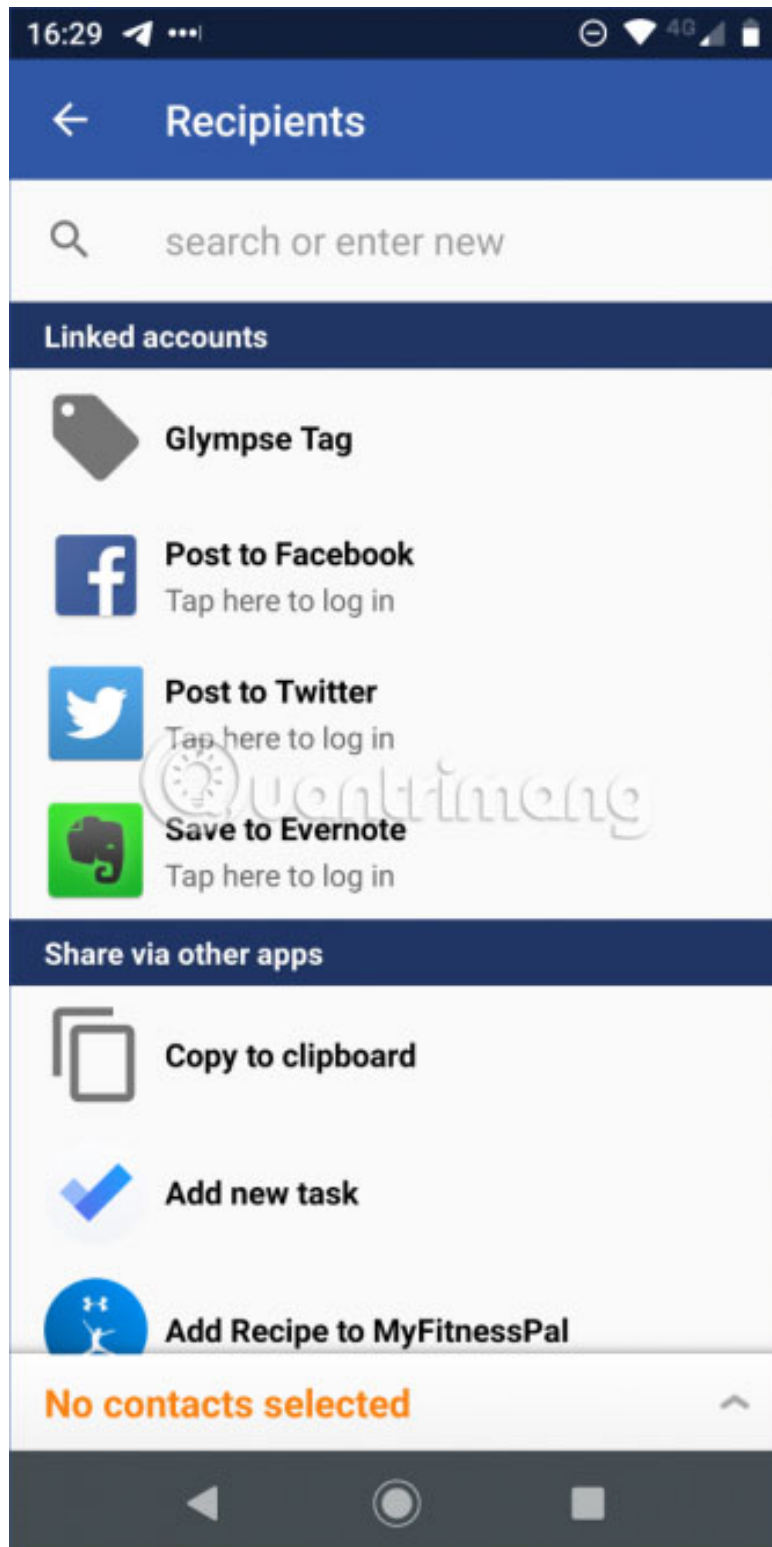 16:29
4G
Recipients
search or enter new
Linked accounts
Glympse Tag
Post to Facebook
Tap here to log in
Post to Twitter
Tap here to log in
Quantrimang
Save to Evernote
Tap here to log in
Share via other apps
Copy to clipboard
Add new task
Add Recipe to MyFitnessPal
No contacts selected